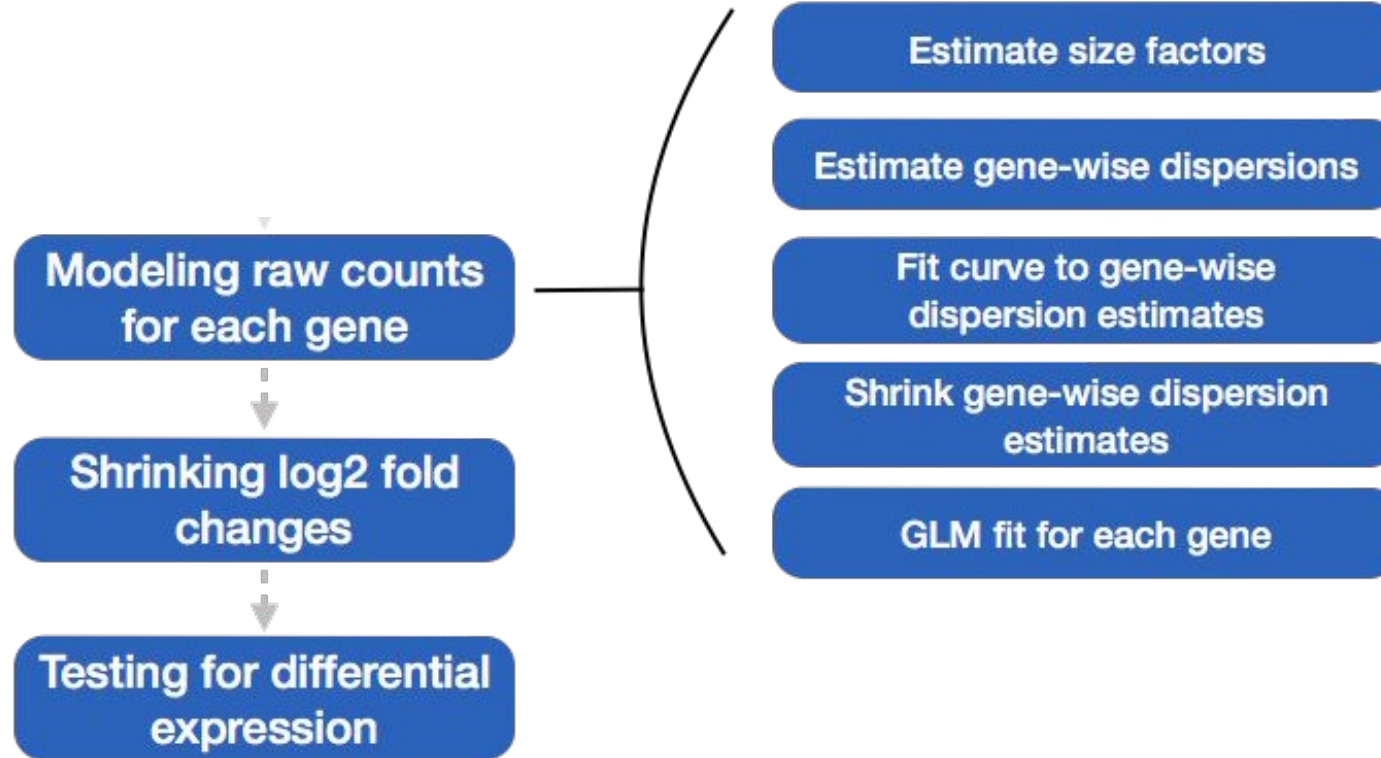 Modeling raw counts
for each gene
Shrinking log2 fold
changes
Testing for differential
expression
Estimate size factors
Estimate gene-wise dispersions
Fit curve to gene-wise
dispersion estimates
Shrink gene-wise dispersion
estimates
GLM fit for each gene